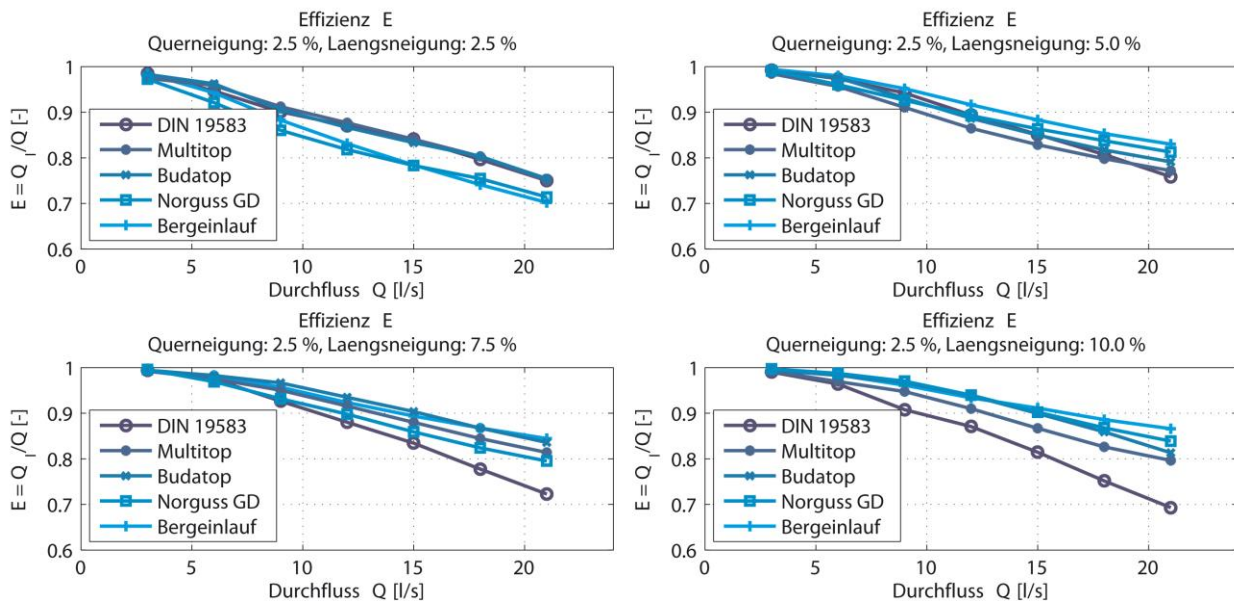 Effizienz E
Querneigung: 2.5 %, Laengsneigung: 2.5 %
1
0.9
0.8
0.7
0.6
E = Q_I/Q [-]
DIN 19583
Multitop
Budatop
Norguss GD
Bergeinlauf
0 5 10 15 20
Durchfluss Q [l/s]
Effizienz E
Querneigung: 2.5 %, Laengsneigung: 5.0 %
1
0.9
0.8
0.7
0.6
E = Q_I/Q [-]
DIN 19583
Multitop
Budatop
Norguss GD
Bergeinlauf
0 5 10 15 20
Durchfluss Q [l/s]
Effizienz E
Querneigung: 2.5 %, Laengsneigung: 7.5 %
1
0.9
0.8
0.7
0.6
E = Q_I/Q [-]
DIN 19583
Multitop
Budatop
Norguss GD
Bergeinlauf
0 5 10 15 20
Durchfluss Q [l/s]
Effizienz E
Querneigung: 2.5 %, Laengsneigung: 10.0 %
1
0.9
0.8
0.7
0.6
E = Q_I/Q [-]
DIN 19583
Multitop
Budatop
Norguss GD
Bergeinlauf
0 5 10 15 20
Durchfluss Q [l/s]